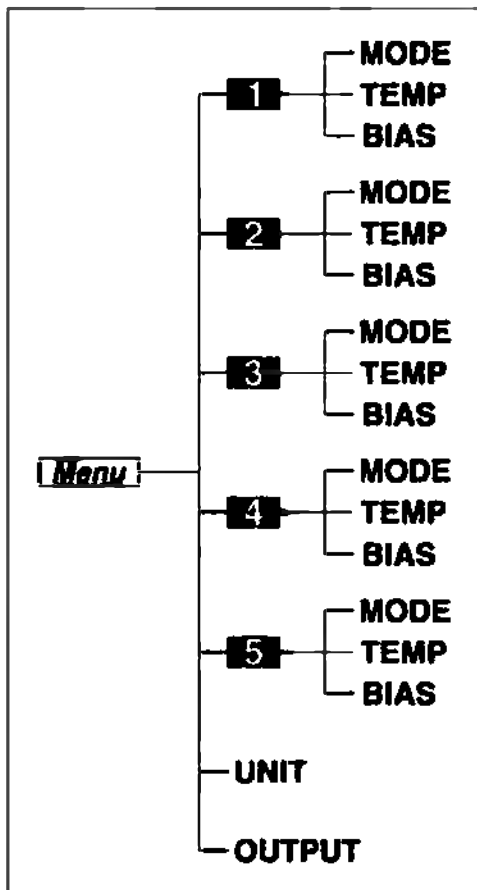 MODE
1 TEMP
BIAS
MODE
2 TEMP
BIAS
MODE
3 TEMP
BIAS
Menu
MODE
4 TEMP
BIAS
MODE
5 TEMP
BIAS
UNIT
OUTPUT